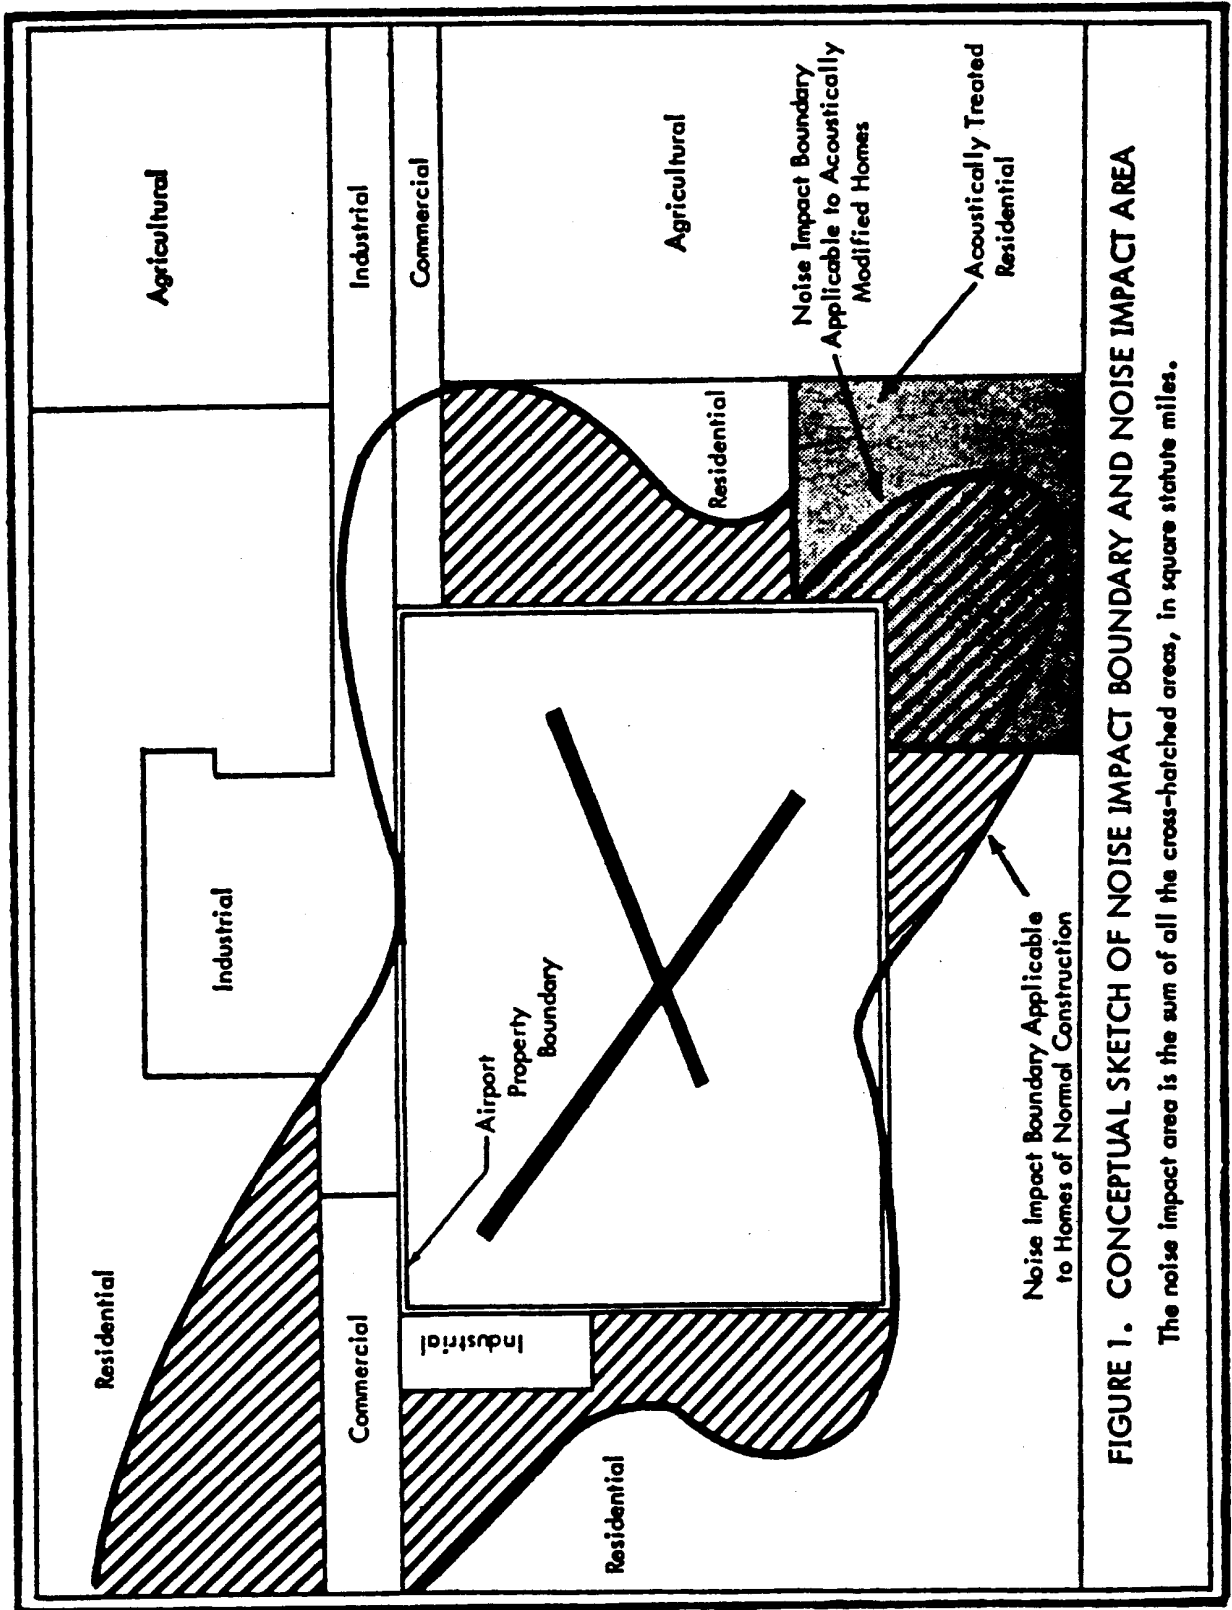 Residential
Agricultural
Industrial
Commercial
Industrial
Commercial
Industrial
Airport
Property
Boundary
Residential
Agricultural
Residential
Noise Impact Boundary
Applicable to Acoustically
Modified Homes
Acoustically Treated
Residential
Noise Impact Boundary Applicable
to Homes of Normal Construction
FIGURE 1. CONCEPTUAL SKETCH OF NOISE IMPACT BOUNDARY AND NOISE IMPACT AREA
The noise impact area is the sum of all the cross-hatched areas, in square statute miles.